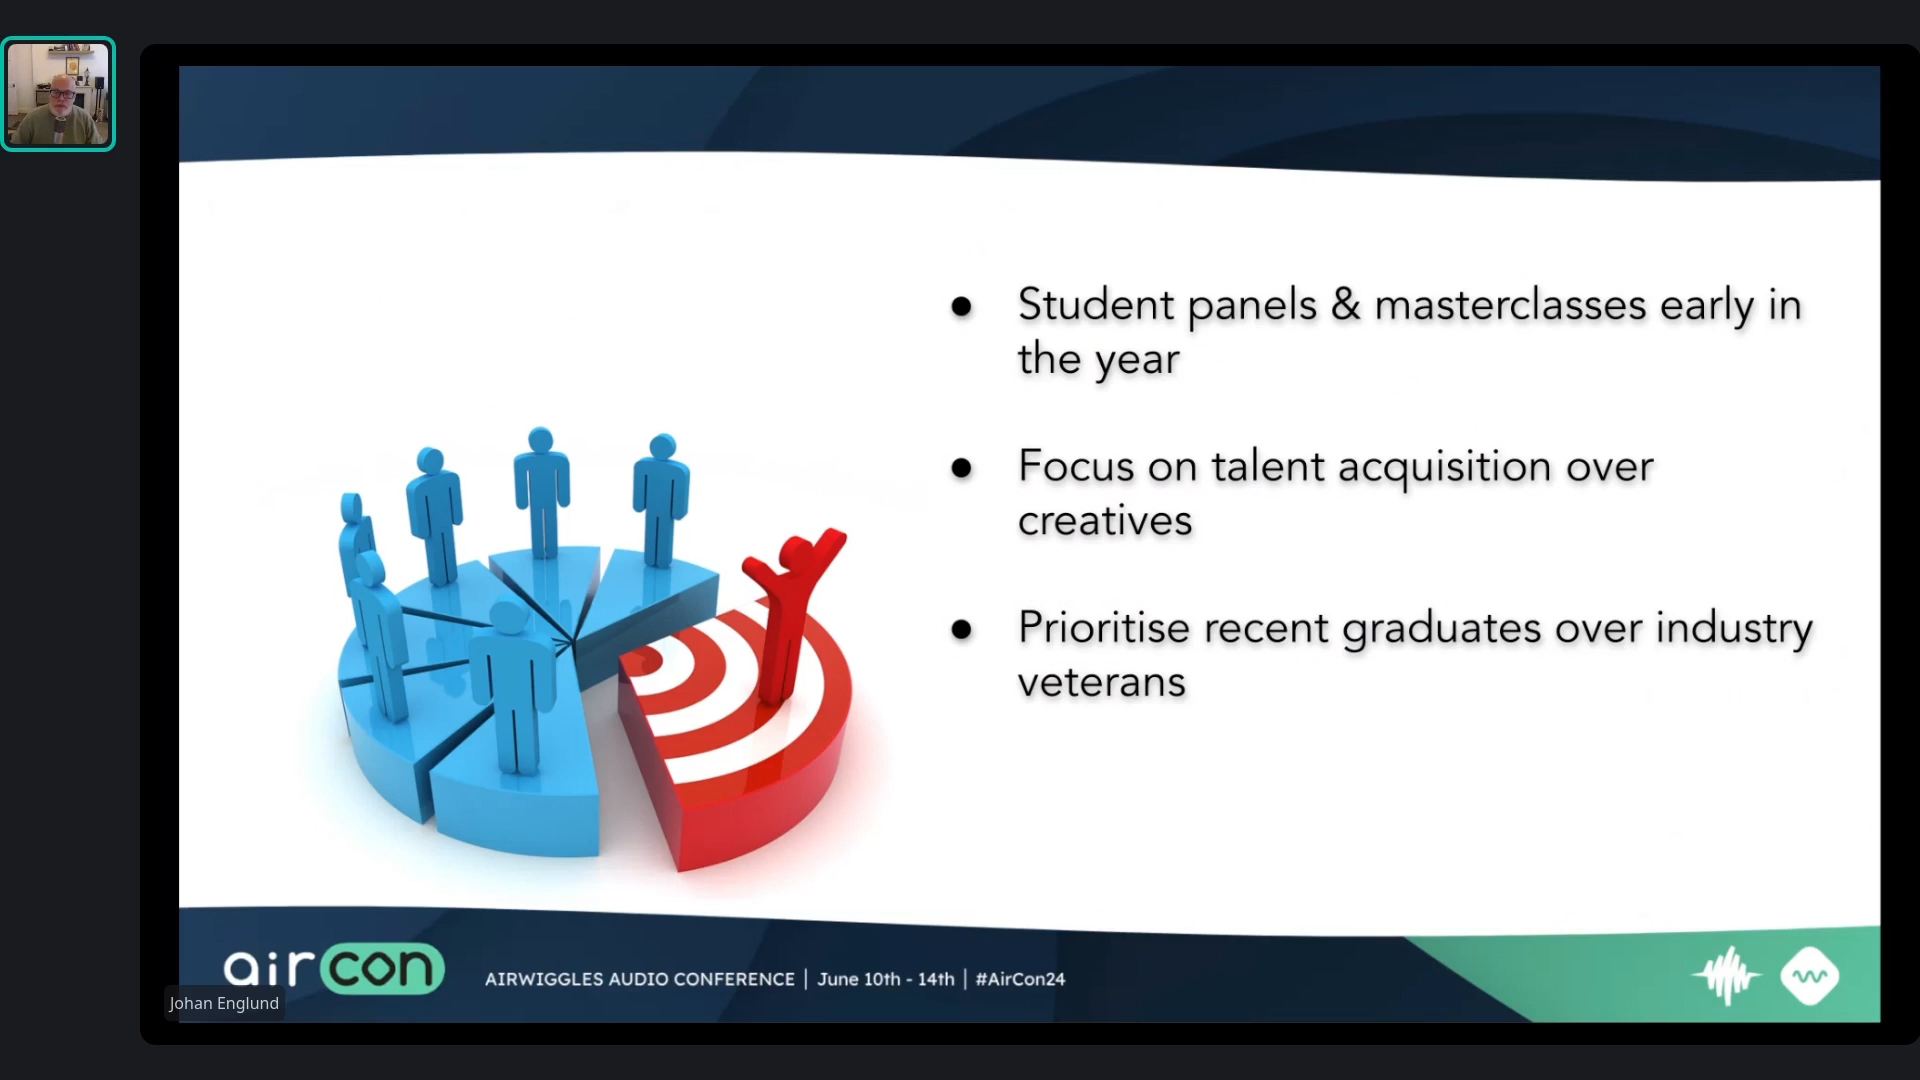 ● Student panels & masterclasses early in
the year
● Focus on talent acquisition over
creatives
● Prioritise recent graduates over industry
veterans
aircon
AIRWIGGLES AUDIO CONFERENCE | June 10th - 14th | #AirCon24
Johan Englund